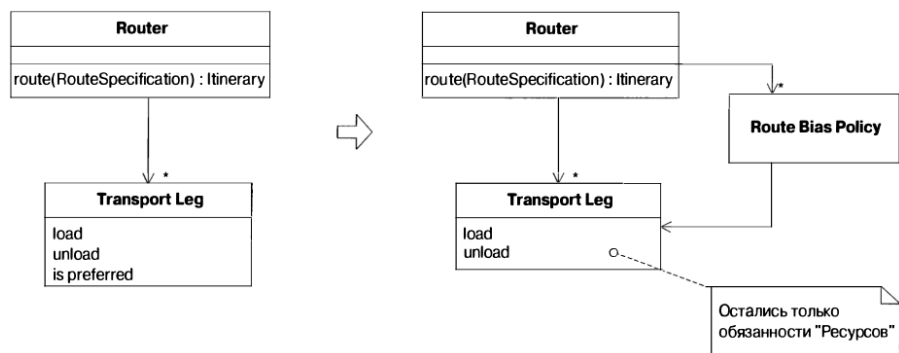 Router
route(RouteSpecification) : Itinerary
*
Transport Leg
load
unload
is preferred
Router
route(RouteSpecification) : Itinerary
*
Route Bias Policy
*
Transport Leg
load
unload
Остались только
обязанности "Ресурсов"